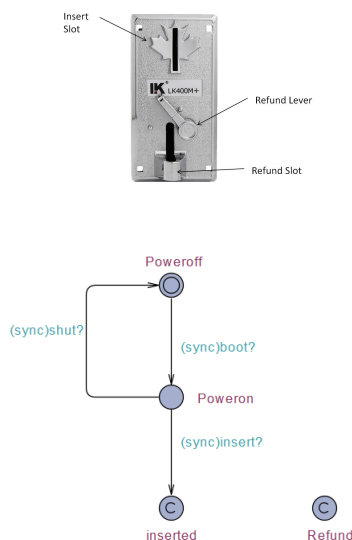 Insert
Slot
LK LK400M+
Refund Lever
Refund Slot
Poweroff
(sync)shut?
(sync)boot?
Poweron
(sync)insert?
C
C
inserted
Refund